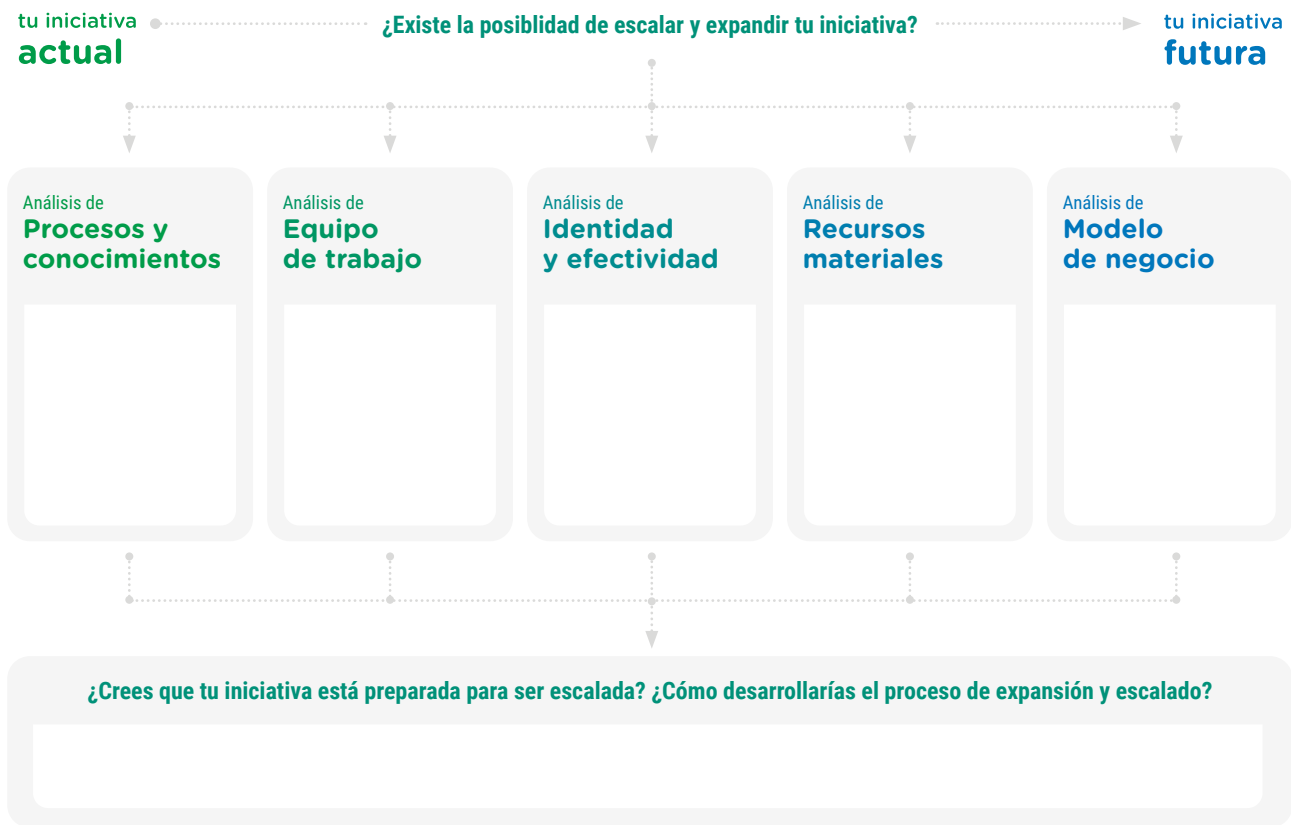 tu iniciativa
actual
¿Existe la posiblidad de escalar y expandir tu iniciativa?
tu iniciativa
futura
Análisis de
Procesos y
conocimientos
Análisis de
Equipo
de trabajo
Análisis de
Identidad
y efectividad
Análisis de
Recursos
materiales
Análisis de
Modelo
de negocio
¿Crees que tu iniciativa está preparada para ser escalada? ¿Cómo desarrollarías el proceso de expansión y escalado?